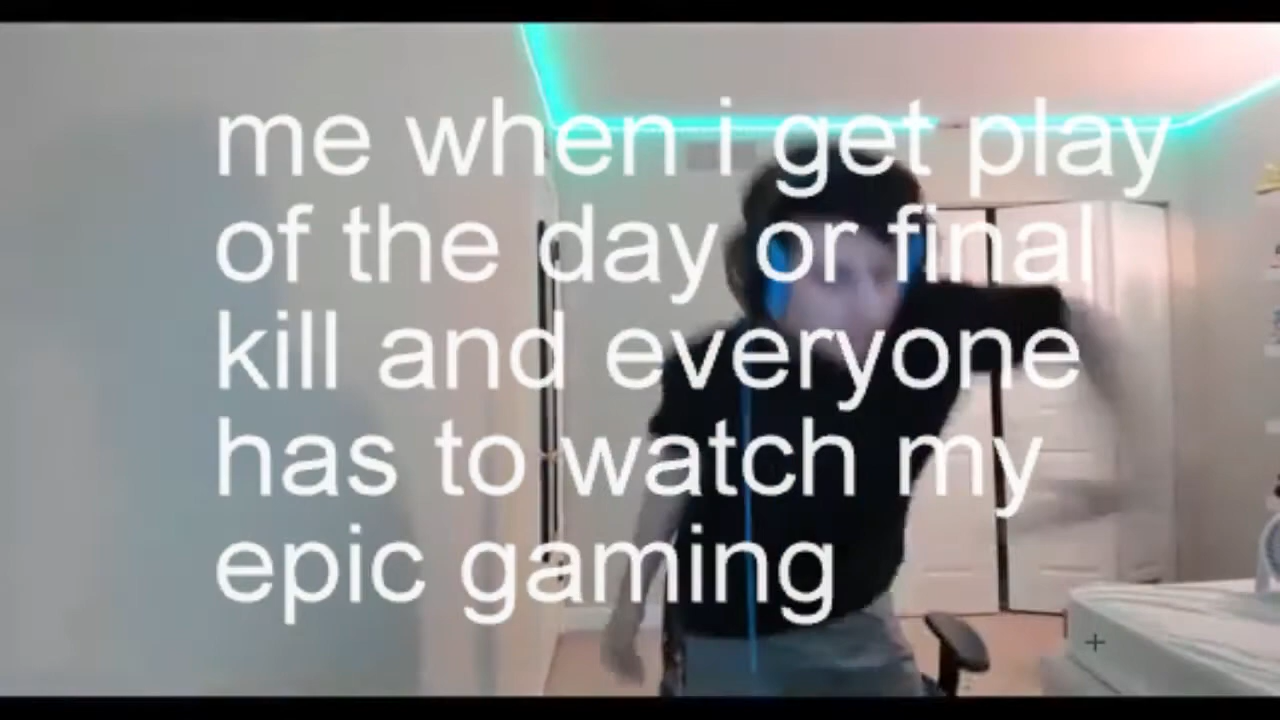 me when i get play
of the day or final
kill and everyone
has to watch my
epic gaming